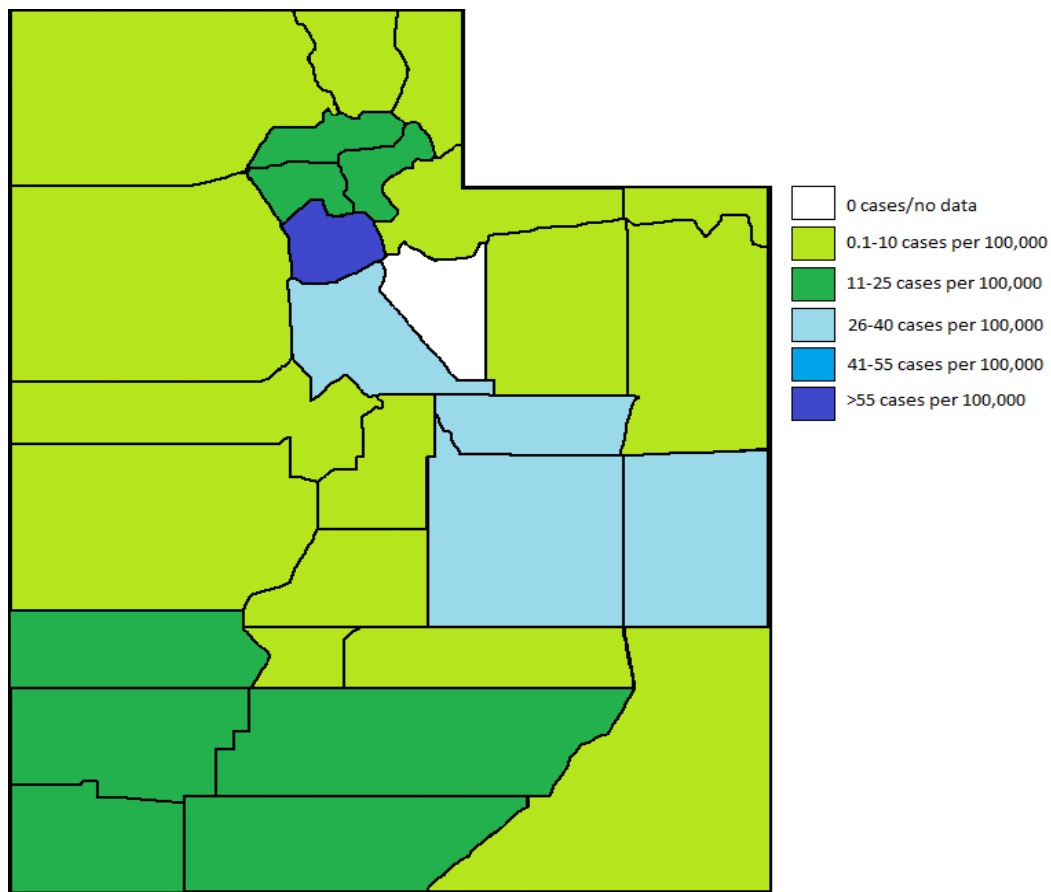 0 cases/no data
0.1-10 cases per 100,000
11-25 cases per 100,000
26-40 cases per 100,000
41-55 cases per 100,000
>55 cases per 100,000